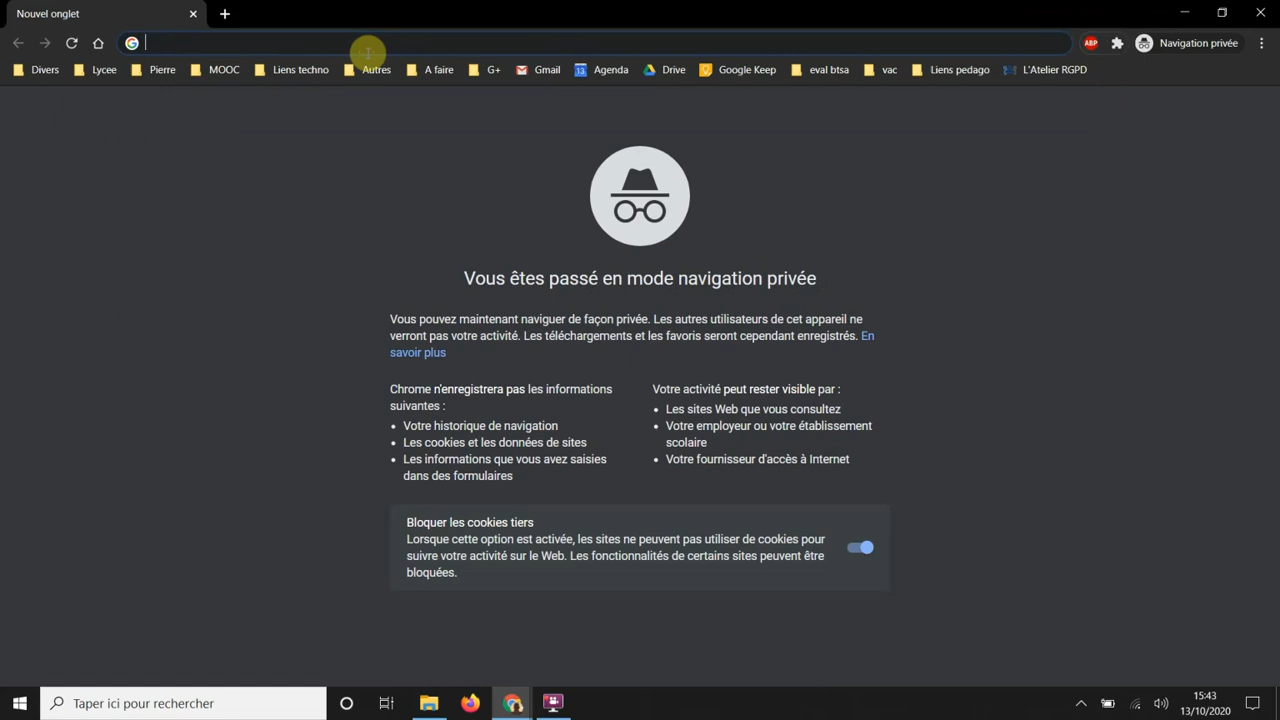 Nouvel onglet
ABP
Navigation privée
Divers
Lycee
Pierre
MOOC
Liens techno
Autres
A faire
G+
Gmail
13
Agenda
Drive
Google Keep
eval btsa
vac
Liens pedago
L'Atelier RGPD
Vous êtes passé en mode navigation privée
Vous pouvez maintenant naviguer de façon privée. Les autres utilisateurs de cet appareil ne
verront pas votre activité. Les téléchargements et les favoris seront cependant enregistrés. En
savoir plus
Chrome n'enregistrera pas les informations
suivantes :
• Votre historique de navigation
• Les cookies et les données de sites
• Les informations que vous avez saisies
dans des formulaires
Votre activité peut rester visible par :
• Les sites Web que vous consultez
• Votre employeur ou votre établissement
scolaire
• Votre fournisseur d'accès à Internet
Bloquer les cookies tiers
Lorsque cette option est activée, les sites ne peuvent pas utiliser de cookies pour
suivre votre activité sur le Web. Les fonctionnalités de certains sites peuvent être
bloquées.
Taper ici pour rechercher
15:43
13/10/2020